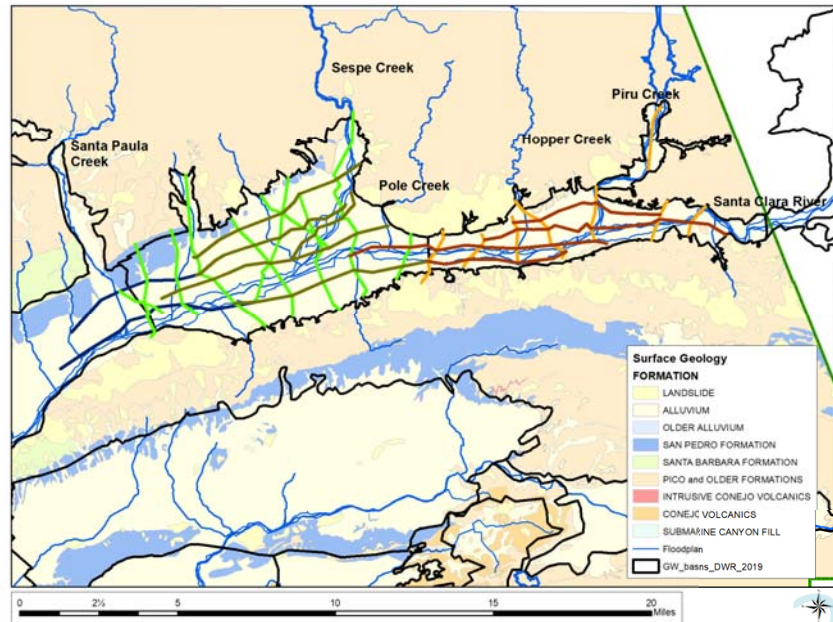 Sespe Creek
Piru Creek
Santa Paula
Creek
Hopper Creek
Pole Creek
Santa Clara River
Surface Geology
FORMATION
LANDSLIDE
ALLUVIUM
OLDER ALLUVIUM
SAN PEDRO FORMATION
SANTA BARBARA FORMATION
PICO and OLDER FORMATIONS
INTRUSIVE CONEJO VOLCANICS
CONEJO VOLCANICS
SUBMARINE CANYON FILL
Floodplan
GW_basns_DWR_2019
0 2½ 5 10 15 20
Miles